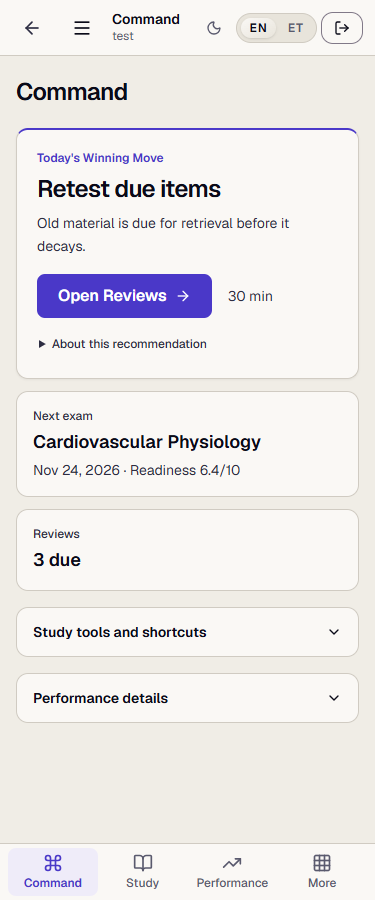 Command
test
EN
ET
Command
Today's Winning Move
Retest due items
Old material is due for retrieval before it
decays.
Open Reviews
30 min
About this recommendation
Next exam
Cardiovascular Physiology
Nov 24, 2026 · Readiness 6.4/10
Reviews
3 due
Study tools and shortcuts
Performance details
Command
Study
Performance
More